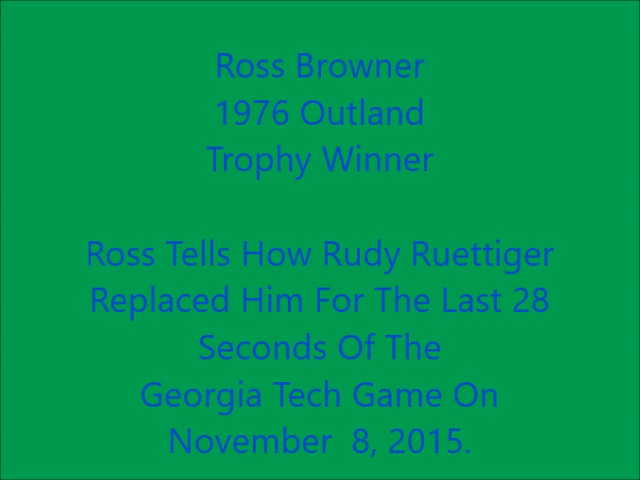 Ross Browner
1976 Outland
Trophy Winner
Ross Tells How Rudy Ruettiger
Replaced Him For The Last 28
Seconds Of The
Georgia Tech Game On
November  8, 2015.